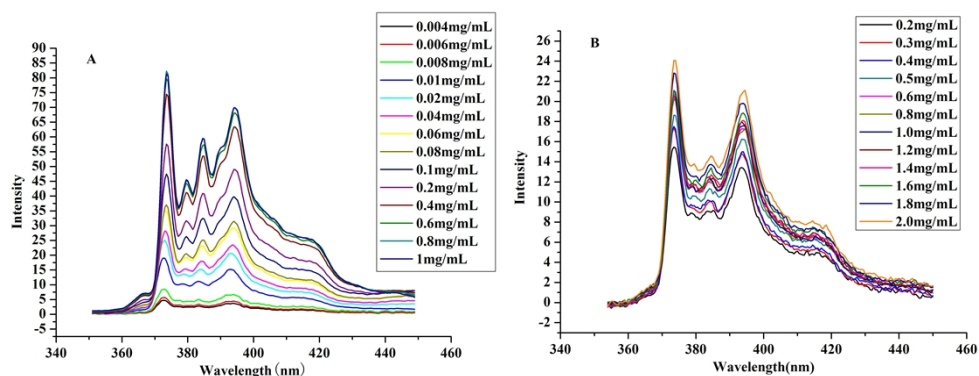 A
0.004mg/mL
0.006mg/mL
0.008mg/mL
0.01mg/mL
0.02mg/mL
0.04mg/mL
0.06mg/mL
0.08mg/mL
0.1mg/mL
0.2mg/mL
0.4mg/mL
0.6mg/mL
0.8mg/mL
1mg/mL
90
85
80
75
70
65
60
55
50
45
40
35
30
25
20
15
10
5
0
-5
Intensity
340 360 380 400 420 440 460
Wavelength (nm)
B
0.2mg/mL
0.3mg/mL
0.4mg/mL
0.5mg/mL
0.6mg/mL
0.8mg/mL
1.0mg/mL
1.2mg/mL
1.4mg/mL
1.6mg/mL
1.8mg/mL
2.0mg/mL
26
24
22
20
18
16
14
12
10
8
6
4
2
0
-2
Intensity
340 360 380 400 420 440 460
Wavelength(nm)